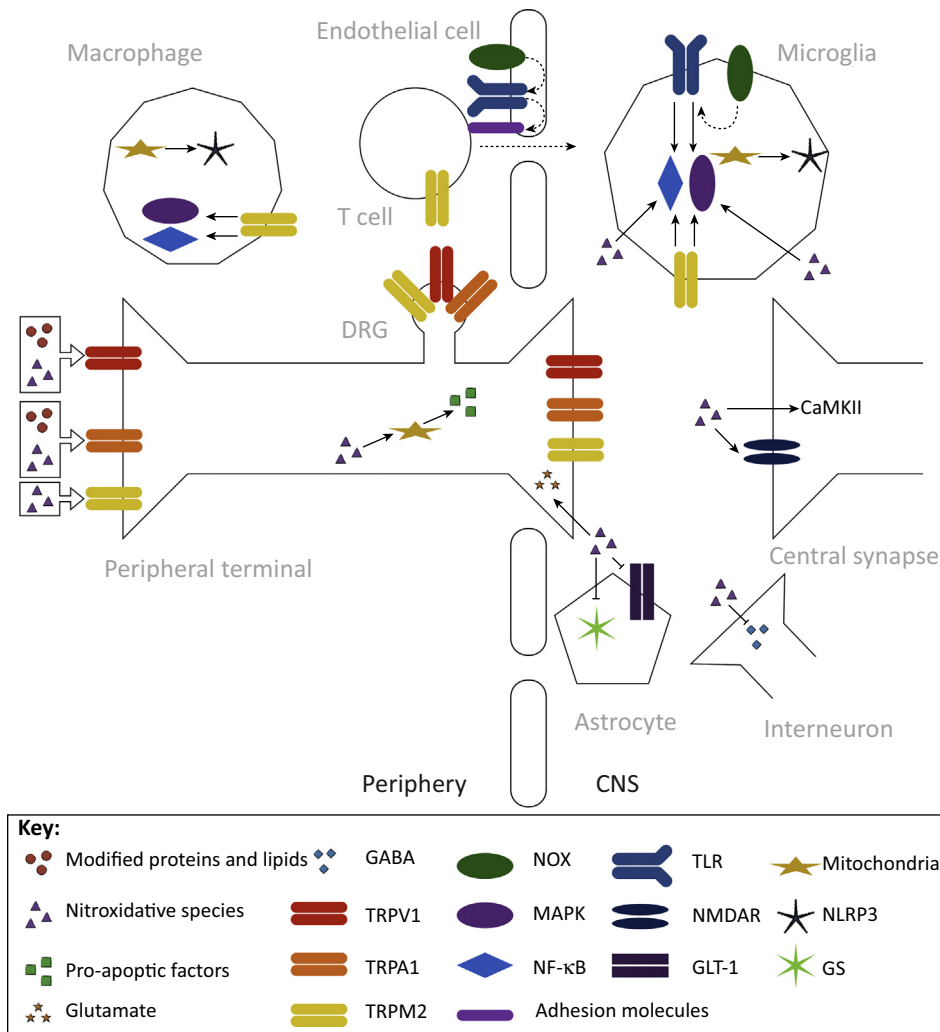 Macrophage
Endothelial cell
Microglia
T cell
DRG
CaMKII
Peripheral terminal
Central synapse
Astrocyte
Interneuron
Periphery
CNS
Key:
Modified proteins and lipids
GABA
NOX
TLR
Mitochondria
Nitroxidative species
TRPV1
MAPK
NMDAR
NLRP3
Pro-apoptic factors
TRPA1
NF-κB
GLT-1
GS
Glutamate
TRPM2
Adhesion molecules